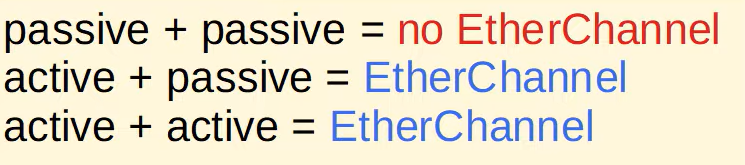 passive + passive = no EtherChannel
active + passive = EtherChannel
active + active = EtherChannel